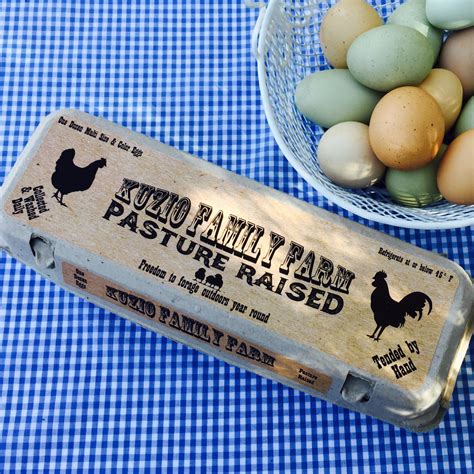 One Dozen Multi Size & Color Eggs
Collected
& Washed
Daily
KUZIO FAMILY FARM
PASTURE RAISED
Freedom to forage outdoors year round
Refrigerate at or below 45° F
Tended by
Hand
KUZIO FAMILY FARM
Pasture
Raised